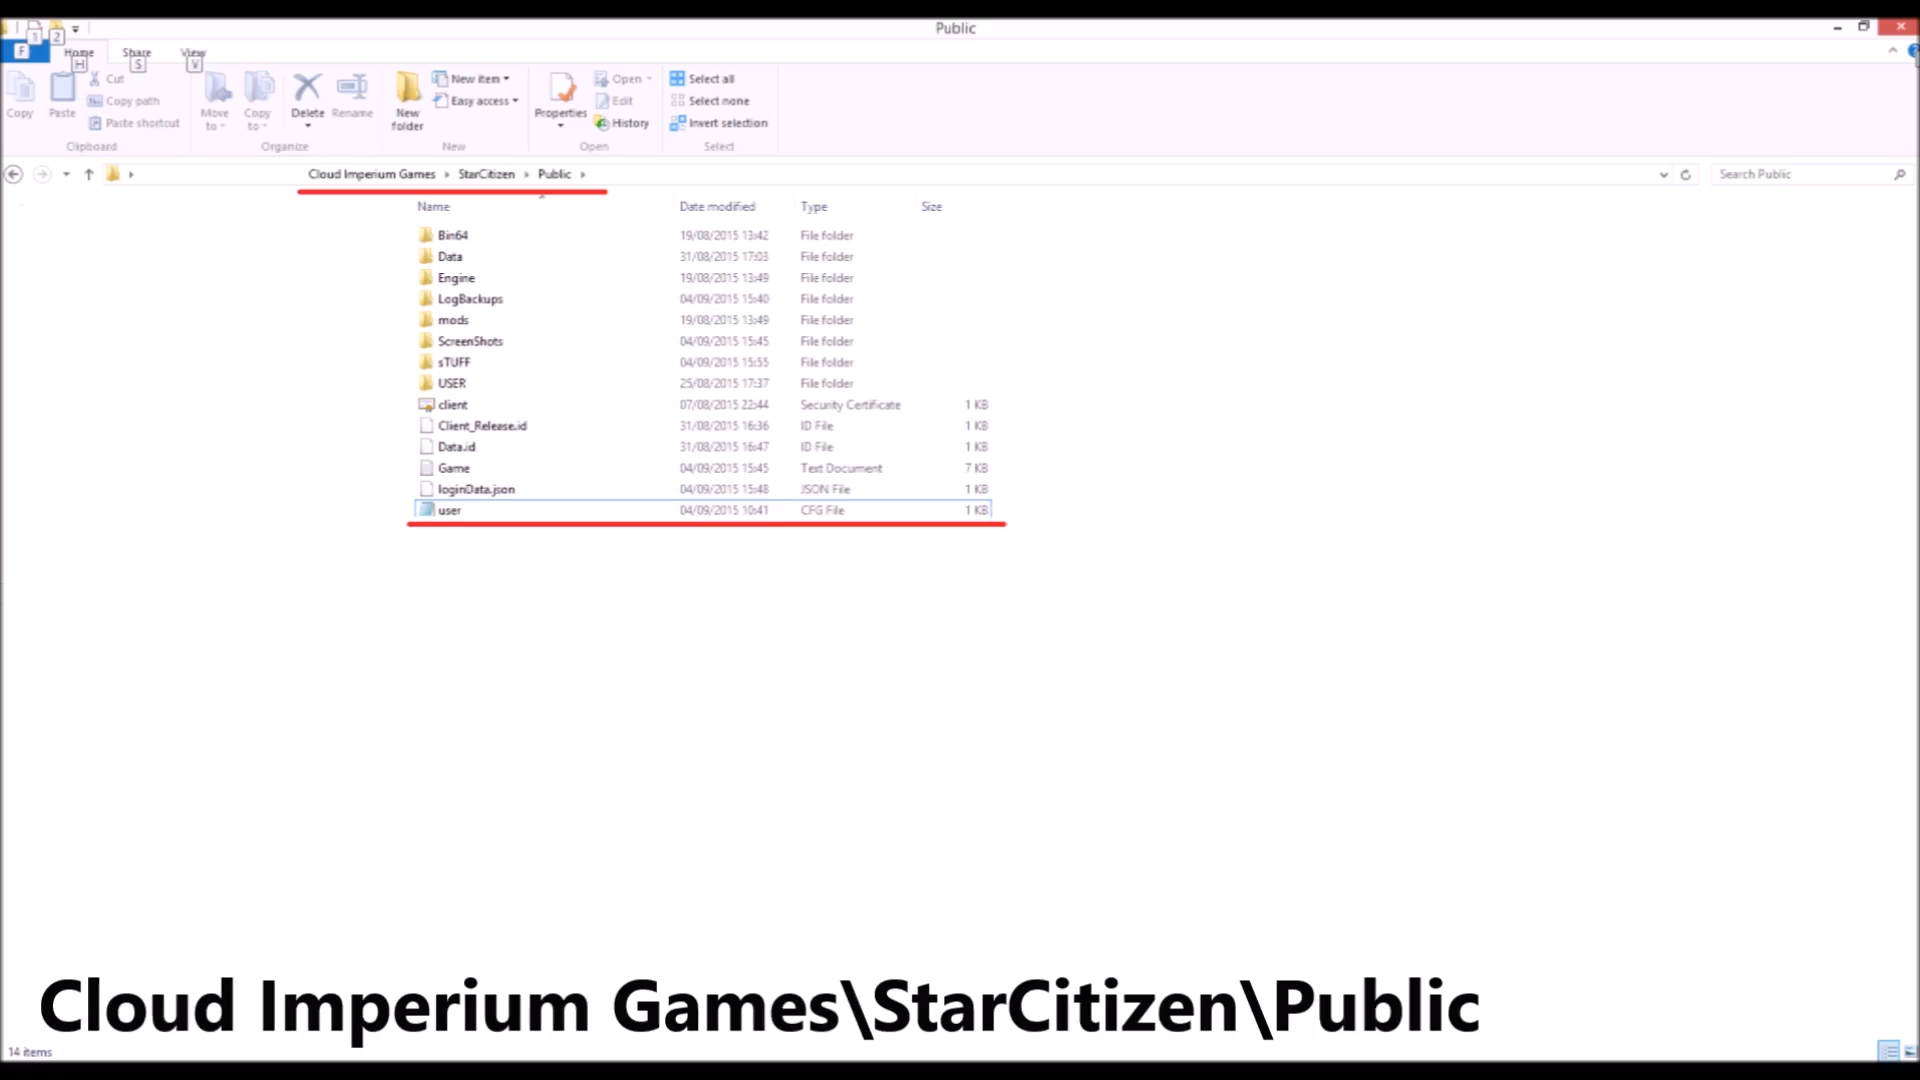 Public
1 2
F Home Share View
H S V
Copy Paste Cut
Copy path
Paste shortcut
Clipboard
Move to Copy to Delete Rename
Organize
New folder New item
Easy access
New
Properties Open
Edit
History
Open
Select all
Select none
Invert selection
Select
Cloud Imperium Games StarCitizen Public
Search Public
Name Date modified Type Size
Bin64 19/08/2015 13:42 File folder
Data 31/08/2015 17:03 File folder
Engine 19/08/2015 13:49 File folder
LogBackups 04/09/2015 15:40 File folder
mods 19/08/2015 13:49 File folder
ScreenShots 04/09/2015 15:45 File folder
sTUFF 04/09/2015 15:55 File folder
USER 25/08/2015 17:37 File folder
client 07/08/2015 22:44 Security Certificate 1 KB
Client_Release.id 31/08/2015 16:36 ID File 1 KB
Data.id 31/08/2015 16:47 ID File 1 KB
Game 04/09/2015 15:45 Text Document 7 KB
loginData.json 04/09/2015 15:48 JSON File 1 KB
user 04/09/2015 10:41 CFG File 1 KB
Cloud Imperium Games\StarCitizen\Public
14 items